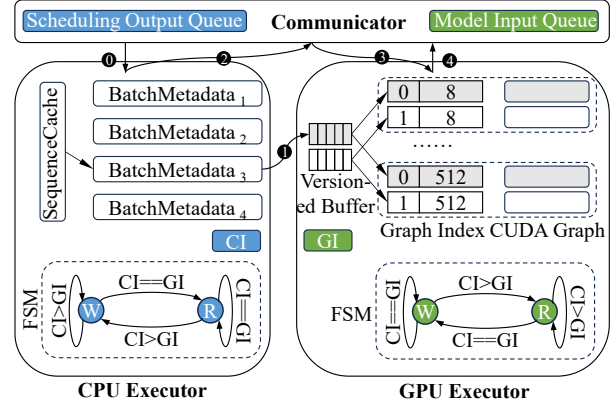 Scheduling Output Queue
Communicator
Model Input Queue
0
2
3
4
SequenceCache
BatchMetadata 1
BatchMetadata 2
BatchMetadata 3
BatchMetadata 4
1
Version-
ed Buffer
0 8
1 8
......
0 512
1 512
Graph Index CUDA Graph
CI
GI
FSM
CI>GI
W
CI==GI
R
CI>GI
CI==GI
FSM
CI==GI
W
CI>GI
R
CI==GI
CI>GI
CPU Executor
GPU Executor